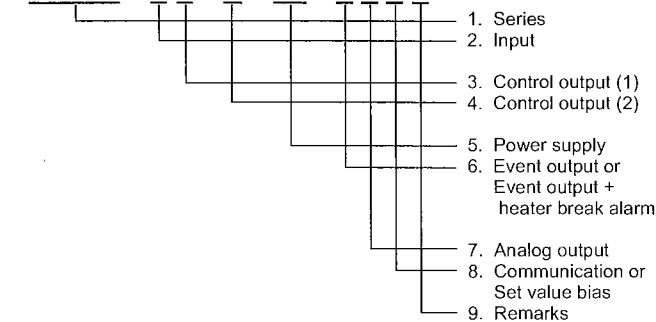 1. Series
2. Input
3. Control output (1)
4. Control output (2)
5. Power supply
6. Event output or
Event output +
heater break alarm
7. Analog output
8. Communication or
Set value bias
9. Remarks